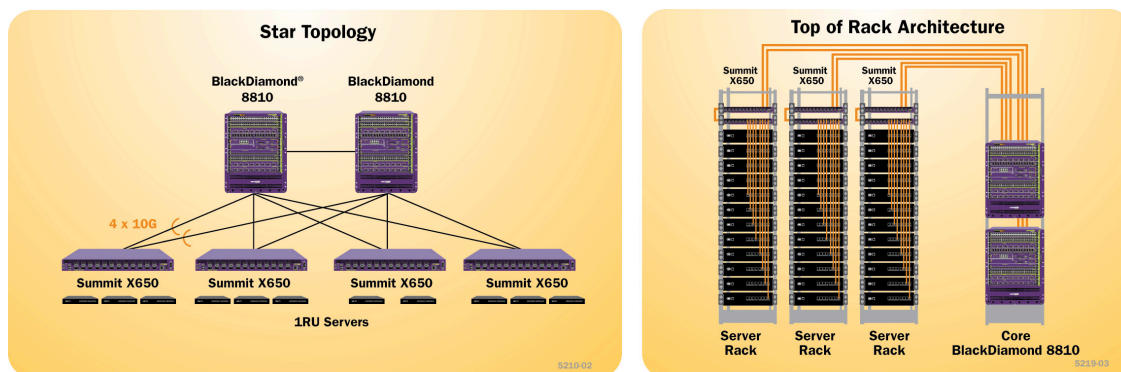 Star Topology
BlackDiamond®
8810
BlackDiamond
8810
4 x 10G
Summit X650
Summit X650
Summit X650
Summit X650
1RU Servers
5210-02
Top of Rack Architecture
Summit
X650
Summit
X650
Summit
X650
Server
Rack
Server
Rack
Server
Rack
Core
BlackDiamond 8810
5219-03